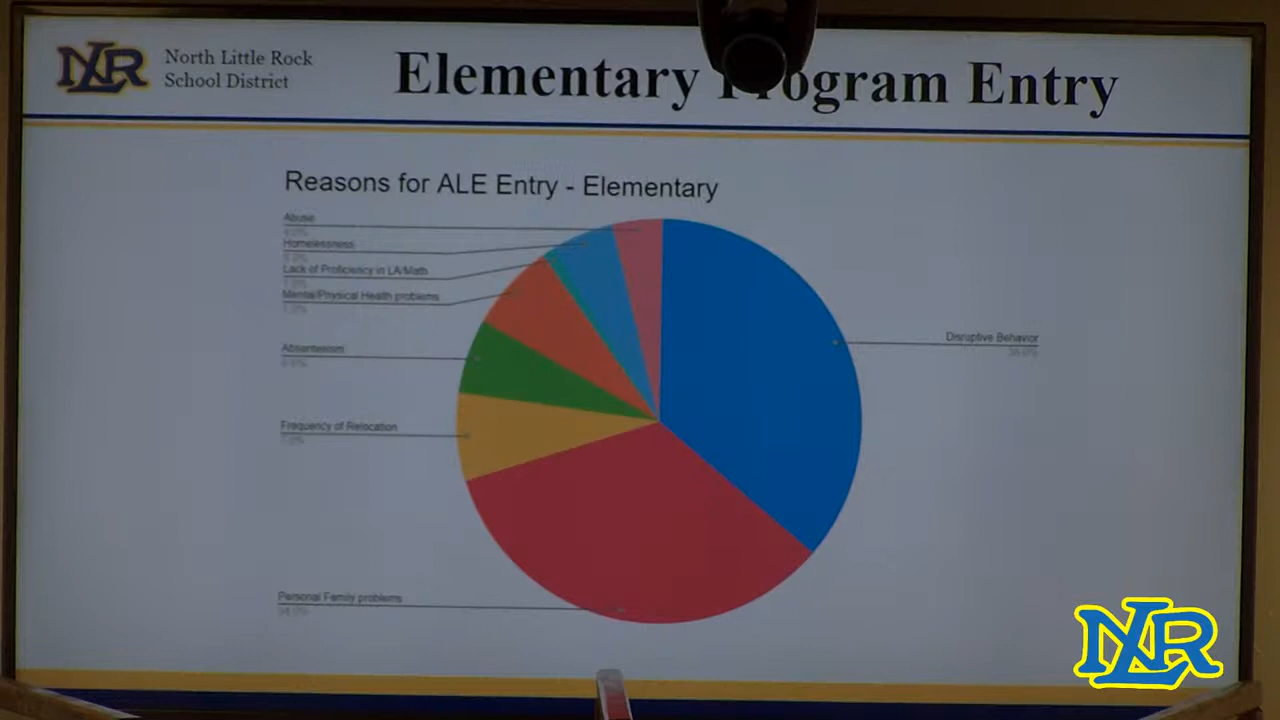 NLR
North Little Rock
School District
Elementary Program Entry
Reasons for ALE Entry - Elementary
Abuse
Homelessness
Lack of Proficiency in LA/Math
Mental/Physical Health problems
Absenteeism
Frequency of Relocation
Personal Family problems
Disruptive Behavior
NLR